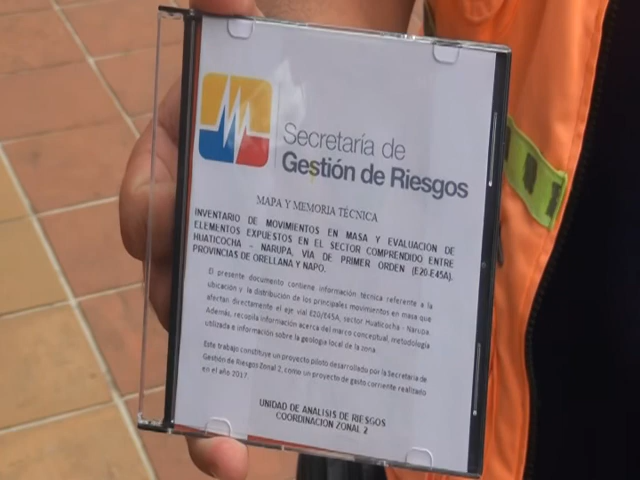 Secretaría de
Gestión de Riesgos
MAPA Y MEMORIA TÉCNICA
INVENTARIO DE MOVIMIENTOS EN MASA Y EVALUACION DE
ELEMENTOS EXPUESTOS EN EL SECTOR COMPRENDIDO ENTRE
HUATICOCHA - NARUPA, VÍA DE PRIMER ORDEN (E20-E45A).
PROVINCIAS DE ORELLANA Y NAPO.
El presente documento contiene información técnica referente a la
ubicación y la distribución de los principales movimientos en masa que
afectan directamente el eje vial E20/E45A, sector Huaticocha - Narupa.
Además, recopila información acerca del marco conceptual, metodología
utilizada e información sobre la geología local de la zona.
Este trabajo constituye un proyecto piloto desarrollado por la Secretaría de
Gestión de Riesgos Zonal 2, como un proyecto de gasto corriente realizado
en el año 2017.
UNIDAD DE ANALISIS DE RIESGOS
COORDINACION ZONAL 2